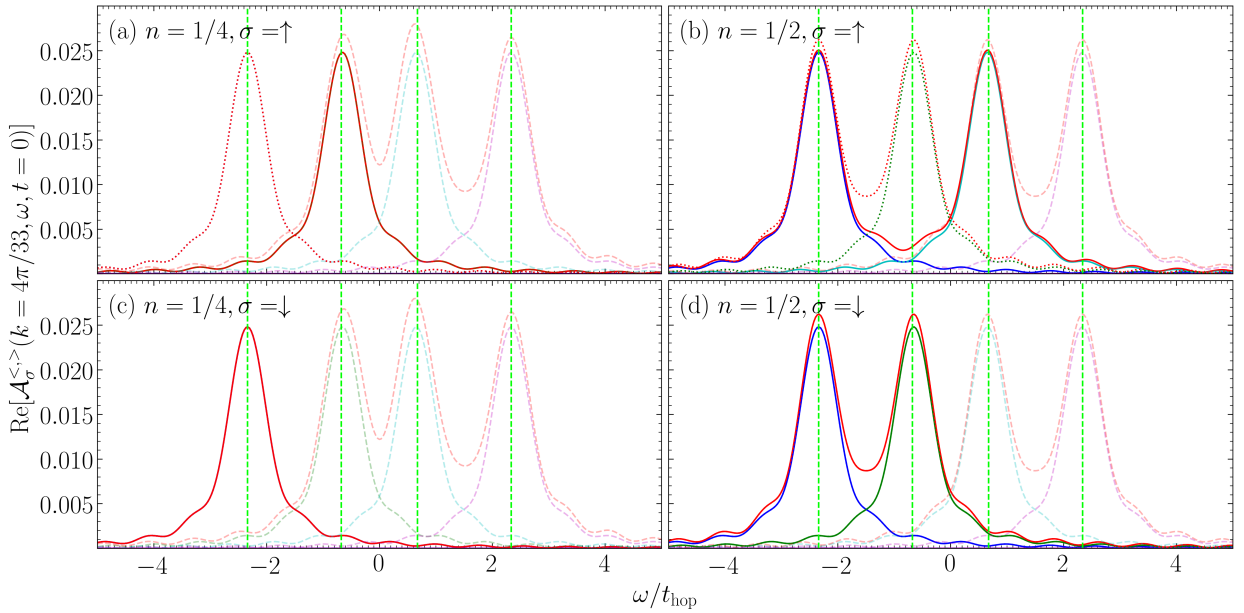 (a) n = 1/4, σ =↑
(b) n = 1/2, σ =↑
0.025
0.020
0.015
0.010
0.005
(c) n = 1/4, σ =↓
(d) n = 1/2, σ =↓
0.025
0.020
0.015
0.010
0.005
Re[𝒜σ<,>(k = 4π/33, ω, t = 0)]
−4 −2 0 2 4 −4 −2 0 2 4
ω/thop